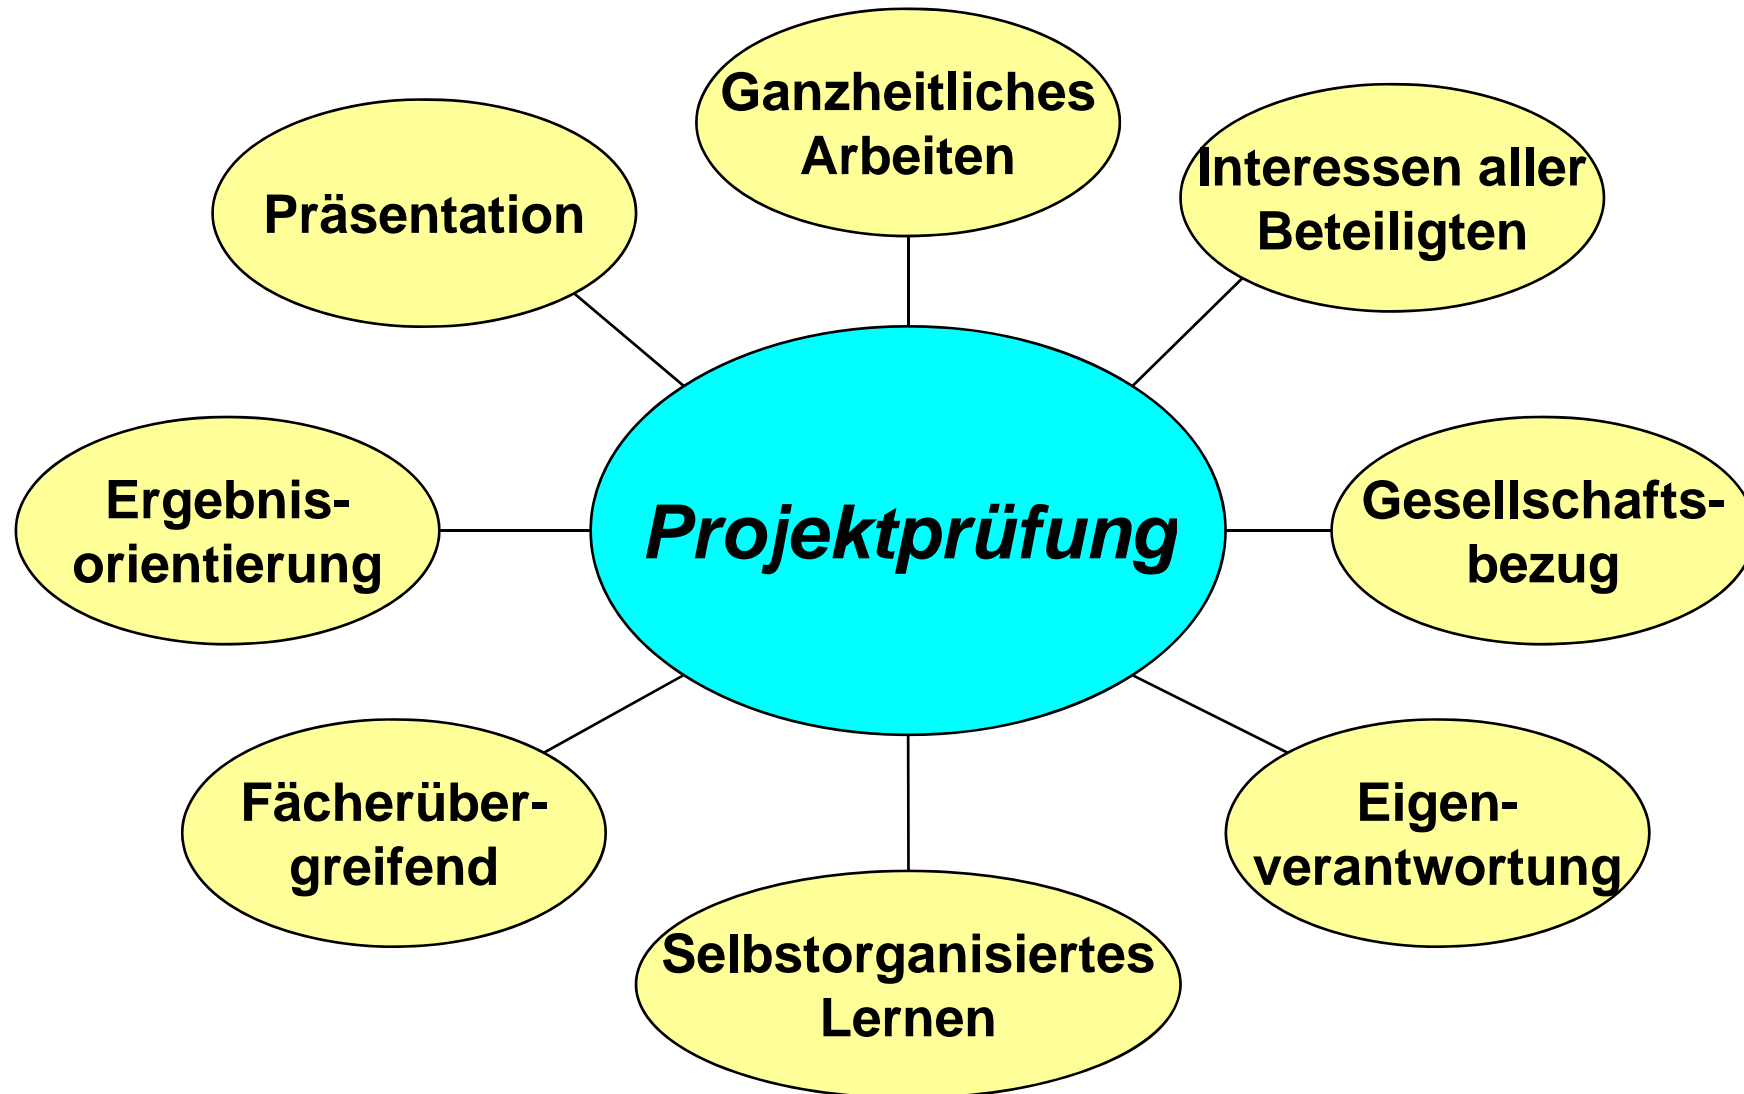 Ganzheitliches
Arbeiten
Interessen aller
Beteiligten
Präsentation
Ergebnis-
orientierung
Projektprüfung
Gesellschafts-
bezug
Fächerüber-
greifend
Eigen-
verantwortung
Selbstorganisiertes
Lernen